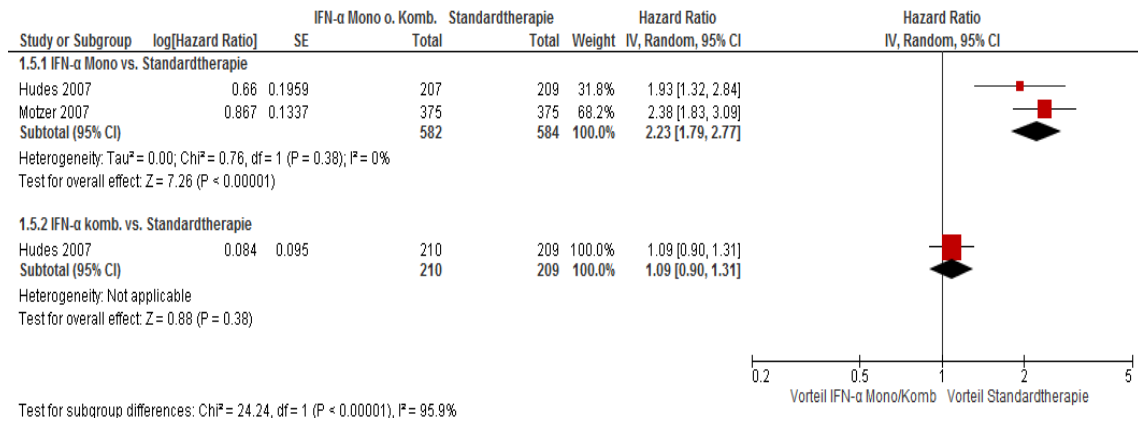 IFN-α Mono o. Komb. Standardtherapie Hazard Ratio Hazard Ratio
Study or Subgroup log[Hazard Ratio] SE Total Total Weight IV, Random, 95% CI IV, Random, 95% CI
1.5.1 IFN-α Mono vs. Standardtherapie
Hudes 2007 0.66 0.1959 207 209 31.8% 1.93 [1.32, 2.84]
Motzer 2007 0.867 0.1337 375 375 68.2% 2.38 [1.83, 3.09]
Subtotal (95% CI) 582 584 100.0% 2.23 [1.79, 2.77]
Heterogeneity: Tau² = 0.00; Chi² = 0.76, df = 1 (P = 0.38); I² = 0%
Test for overall effect: Z = 7.26 (P < 0.00001)
1.5.2 IFN-α komb. vs. Standardtherapie
Hudes 2007 0.084 0.095 210 209 100.0% 1.09 [0.90, 1.31]
Subtotal (95% CI) 210 209 100.0% 1.09 [0.90, 1.31]
Heterogeneity: Not applicable
Test for overall effect: Z = 0.88 (P = 0.38)
0.2 0.5 1 2 5
Vorteil IFN-α Mono/Komb Vorteil Standardtherapie
Test for subgroup differences: Chi² = 24.24, df = 1 (P < 0.00001), I² = 95.9%